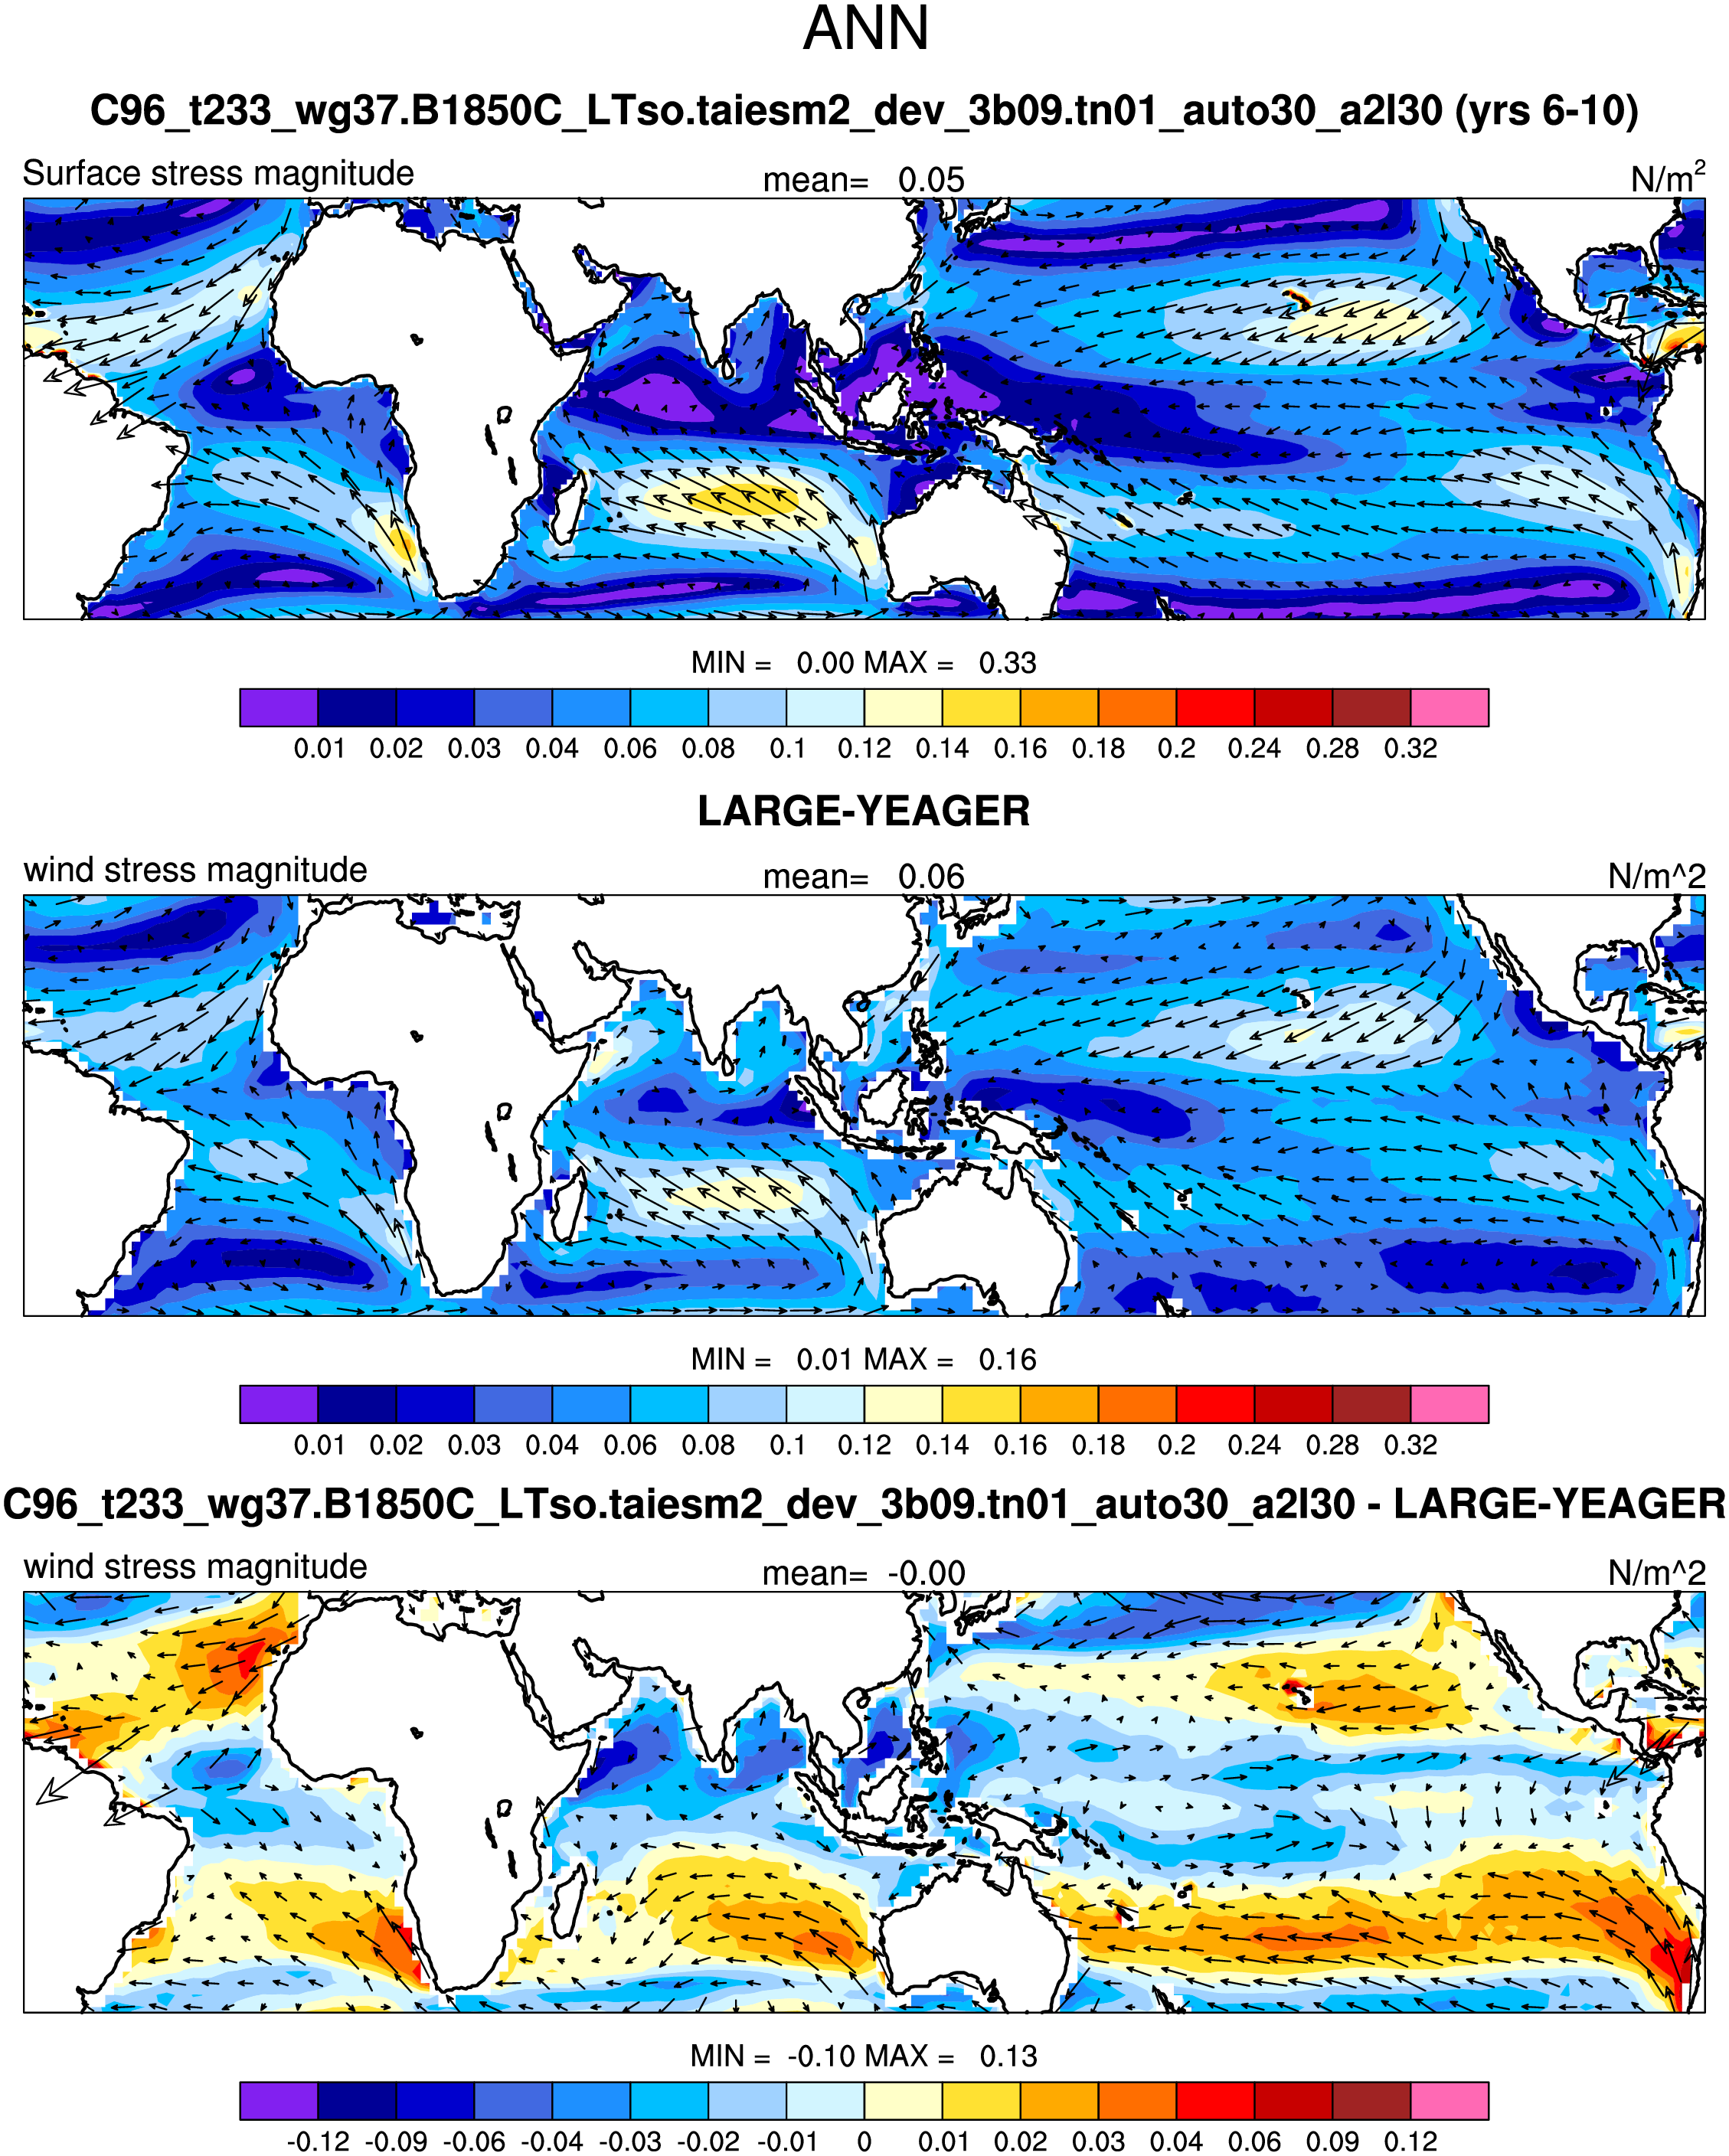 ANN
C96_t233_wg37.B1850C_LTso.taiesm2_dev_3b09.tn01_auto30_a2l30 (yrs 6-10)
Surface stress magnitude mean= 0.05 N/m2
MIN = 0.00 MAX = 0.33
0.01 0.02 0.03 0.04 0.06 0.08 0.1 0.12 0.14 0.16 0.18 0.2 0.24 0.28 0.32
LARGE-YEAGER
wind stress magnitude mean= 0.06 N/m^2
MIN = 0.01 MAX = 0.16
0.01 0.02 0.03 0.04 0.06 0.08 0.1 0.12 0.14 0.16 0.18 0.2 0.24 0.28 0.32
C96_t233_wg37.B1850C_LTso.taiesm2_dev_3b09.tn01_auto30_a2l30 - LARGE-YEAGER
wind stress magnitude mean= -0.00 N/m^2
MIN = -0.10 MAX = 0.13
-0.12 -0.09 -0.06 -0.04 -0.03 -0.02 -0.01 0 0.01 0.02 0.03 0.04 0.06 0.09 0.12